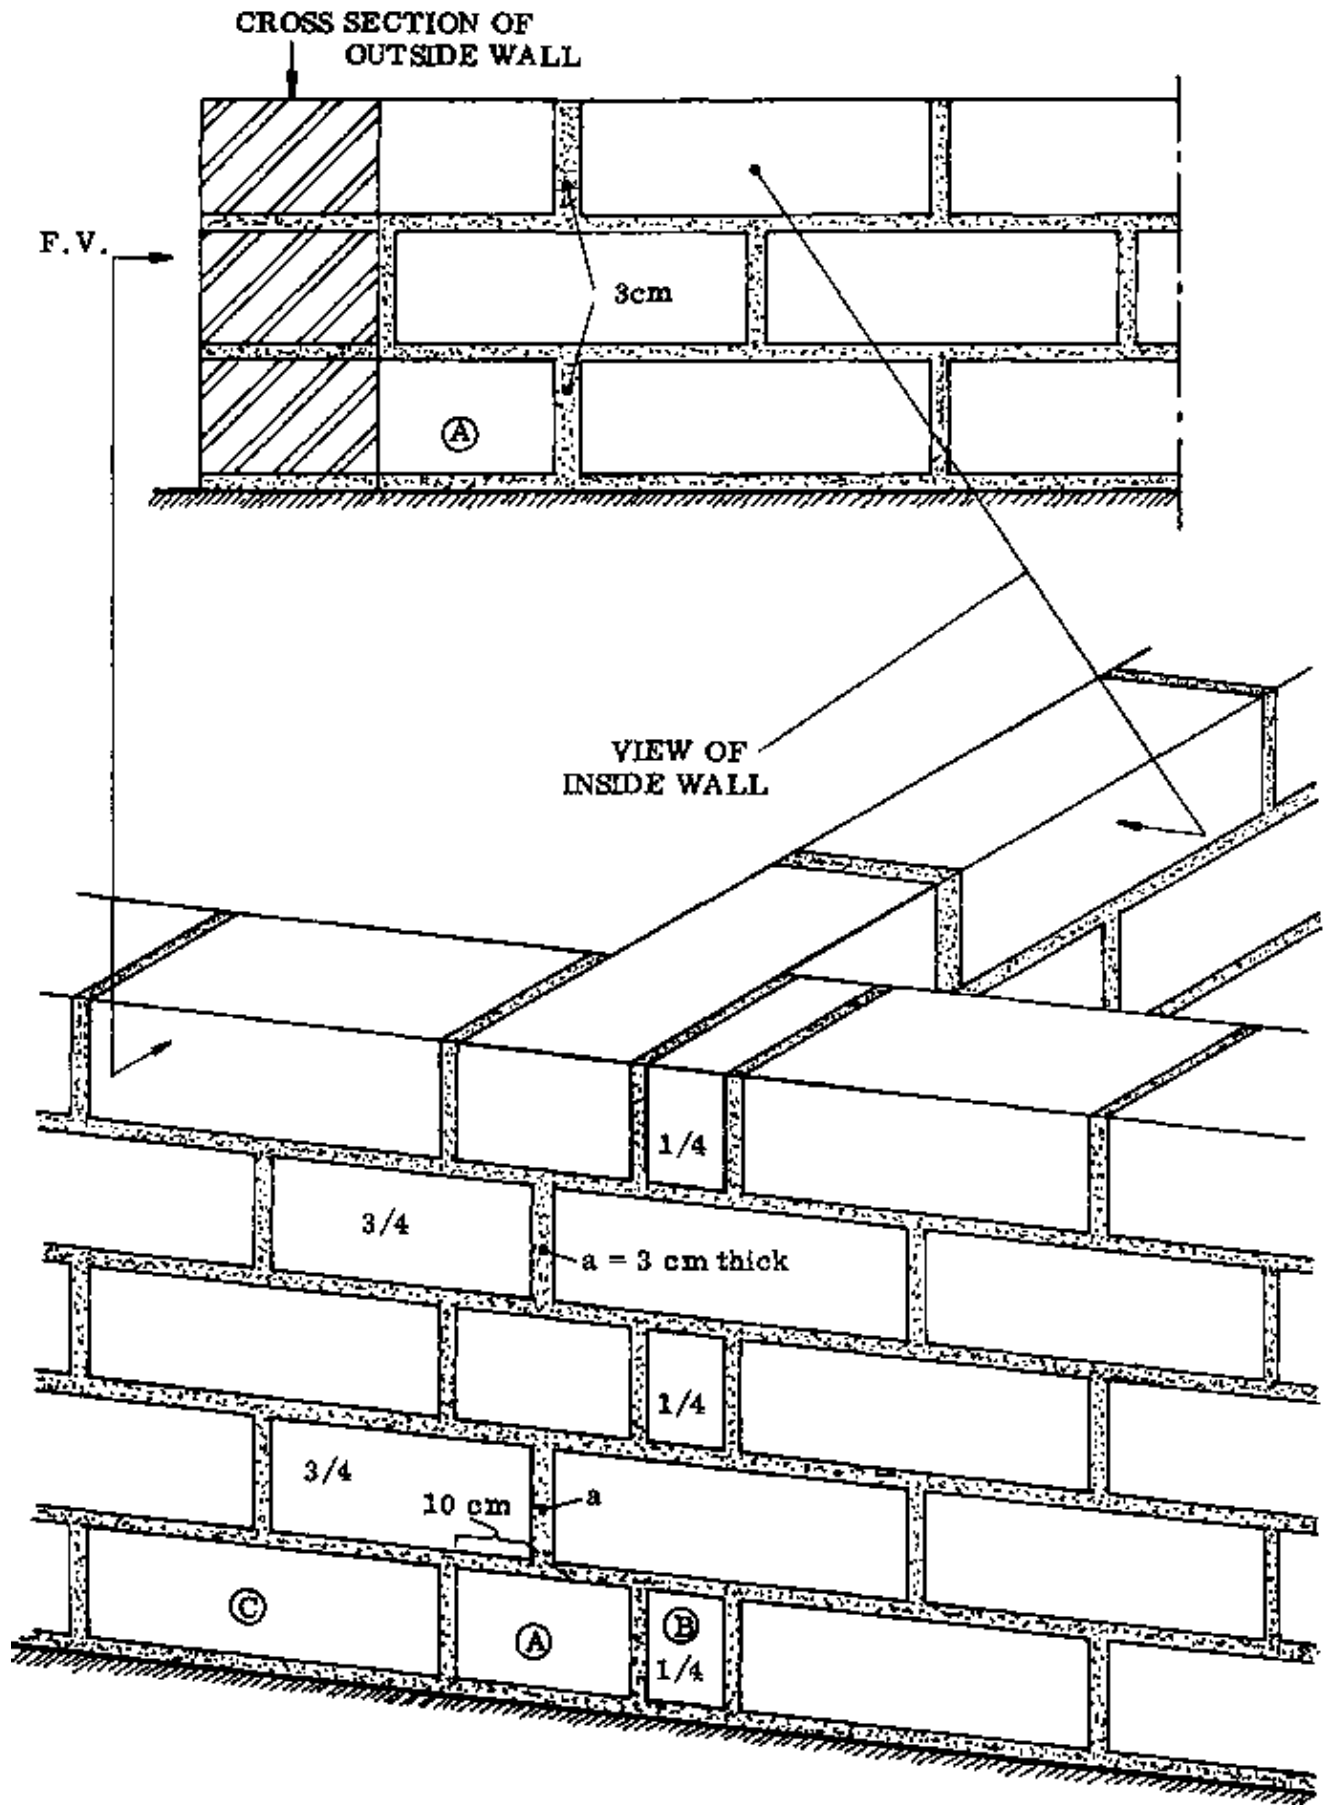 CROSS SECTION OF
OUTSIDE WALL
F.V.
3cm
A
VIEW OF
INSIDE WALL
1/4
3/4
a = 3 cm thick
1/4
3/4
10 cm
a
C
A
B
1/4